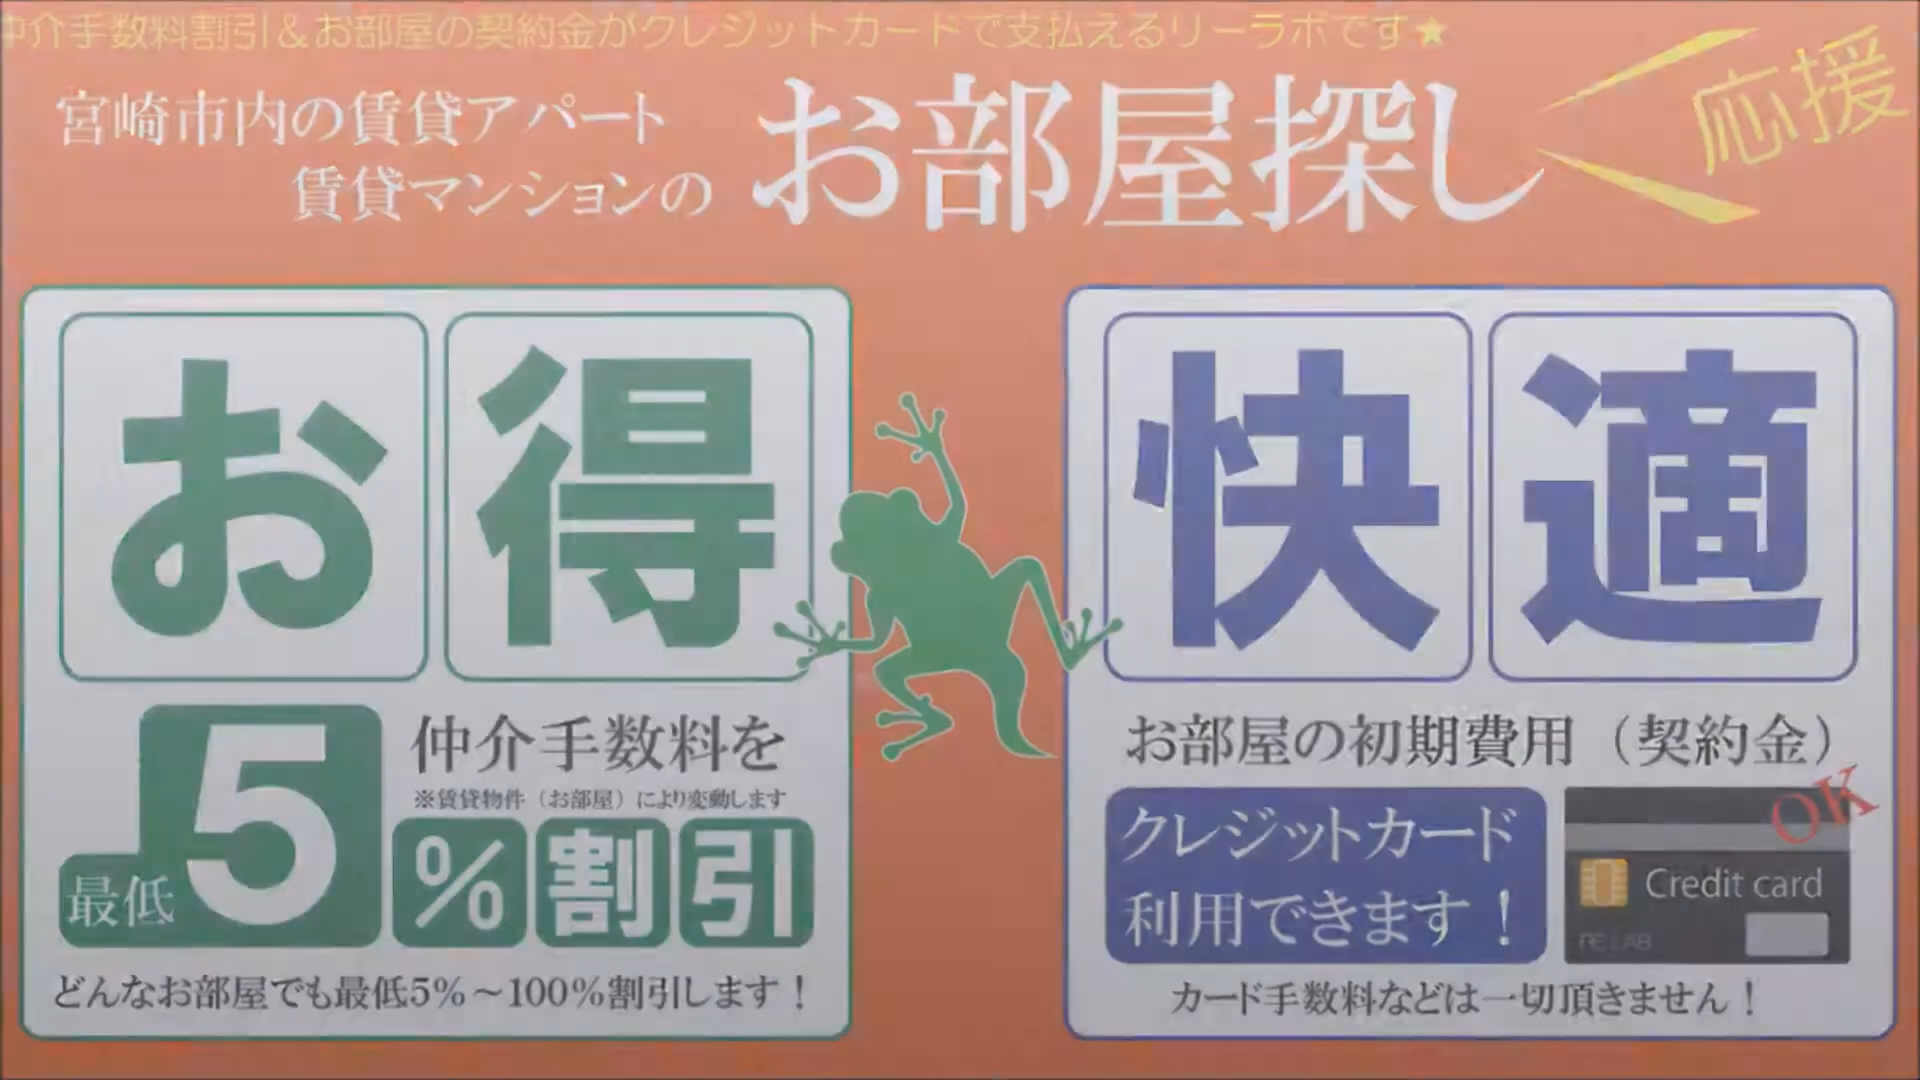 仲介手数料割引＆お部屋の契約金がクレジットカードで支払えるリーラボです★
宮崎市内の賃貸アパート
賃貸マンションの
お部屋探し
応援
お得
仲介手数料を
※賃貸物件（お部屋）により変動します
最低5%割引
どんなお部屋でも最低5%～100%割引します！
快適
お部屋の初期費用（契約金）
クレジットカード
利用できます！
OK
Credit card
RE LAB
カード手数料などは一切頂きません！